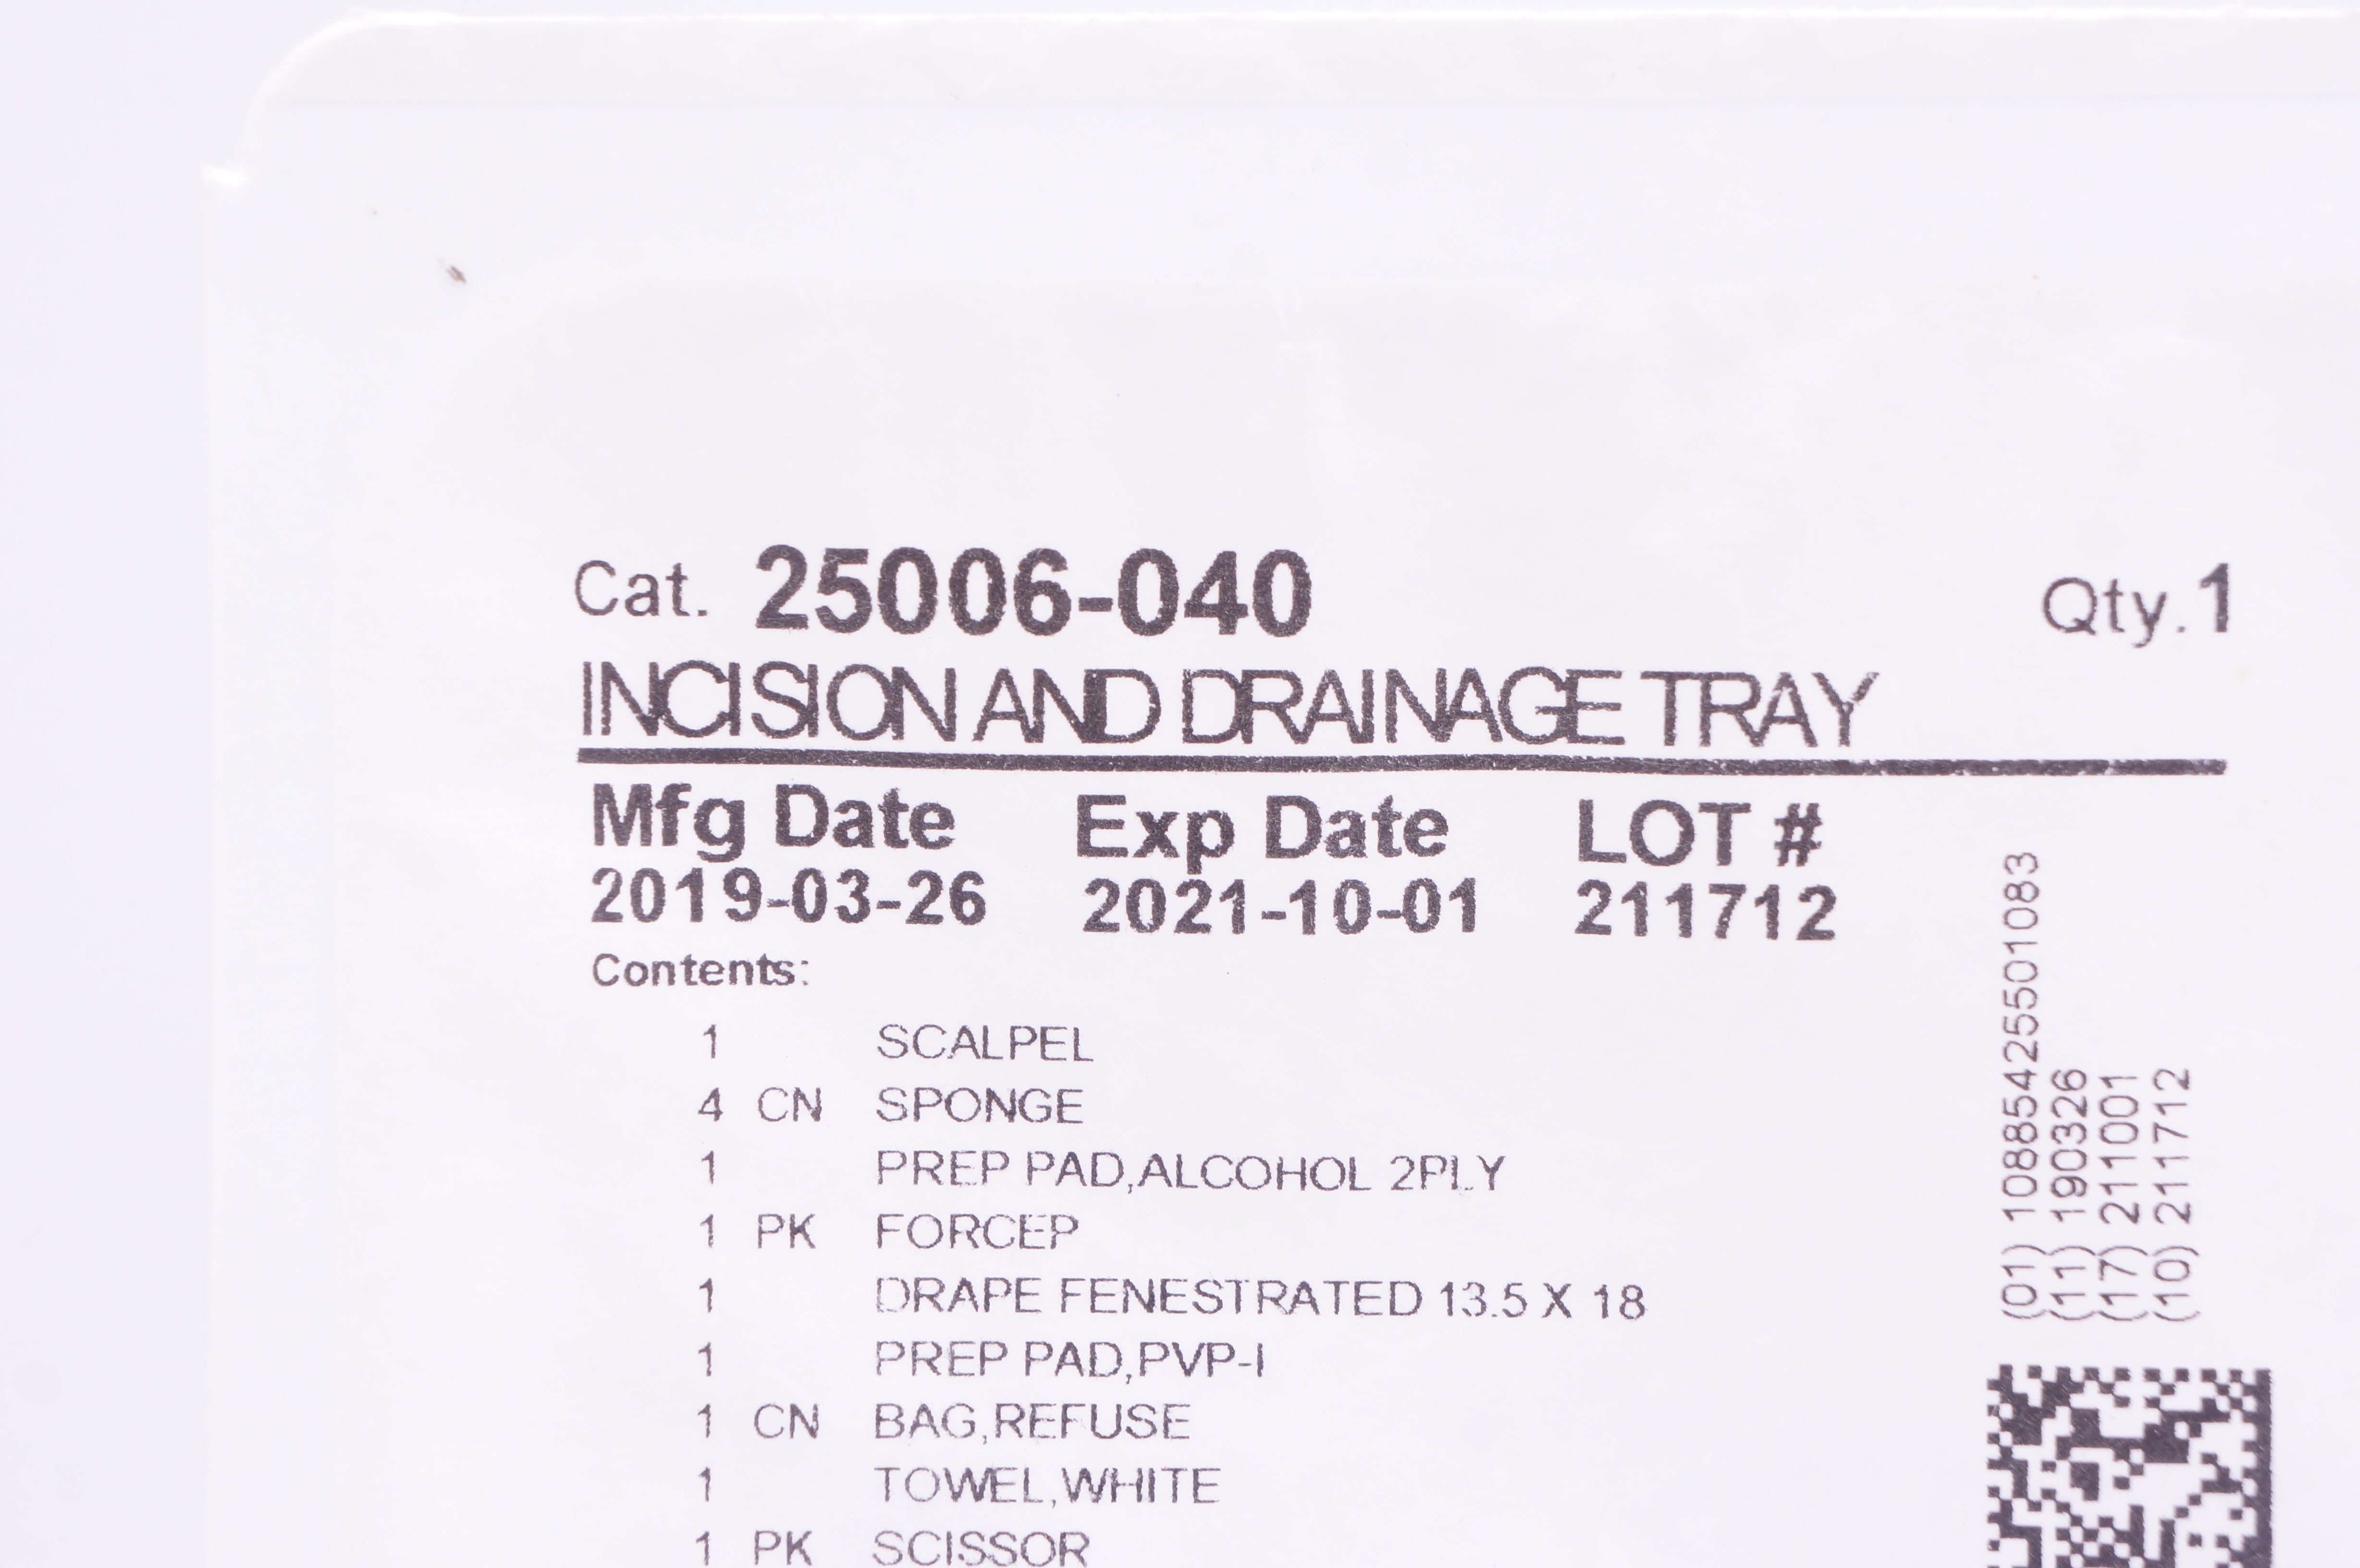 Cat. 25006-040 Qty.1
INCISION AND DRAINAGE TRAY
Mfg Date Exp Date LOT #
2019-03-26 2021-10-01 211712
Contents:
1 SCALPEL
4 CN SPONGE
1 PREP PAD,ALCOHOL 2PLY
1 PK FORCEP
1 DRAPE FENESTRATED 13.5 X 18
1 PREP PAD,PVP-I
1 CN BAG,REFUSE
1 TOWEL,WHITE
1 PK SCISSOR
(01) 10885425501083
(11) 190326
(17) 211001
(10) 211712